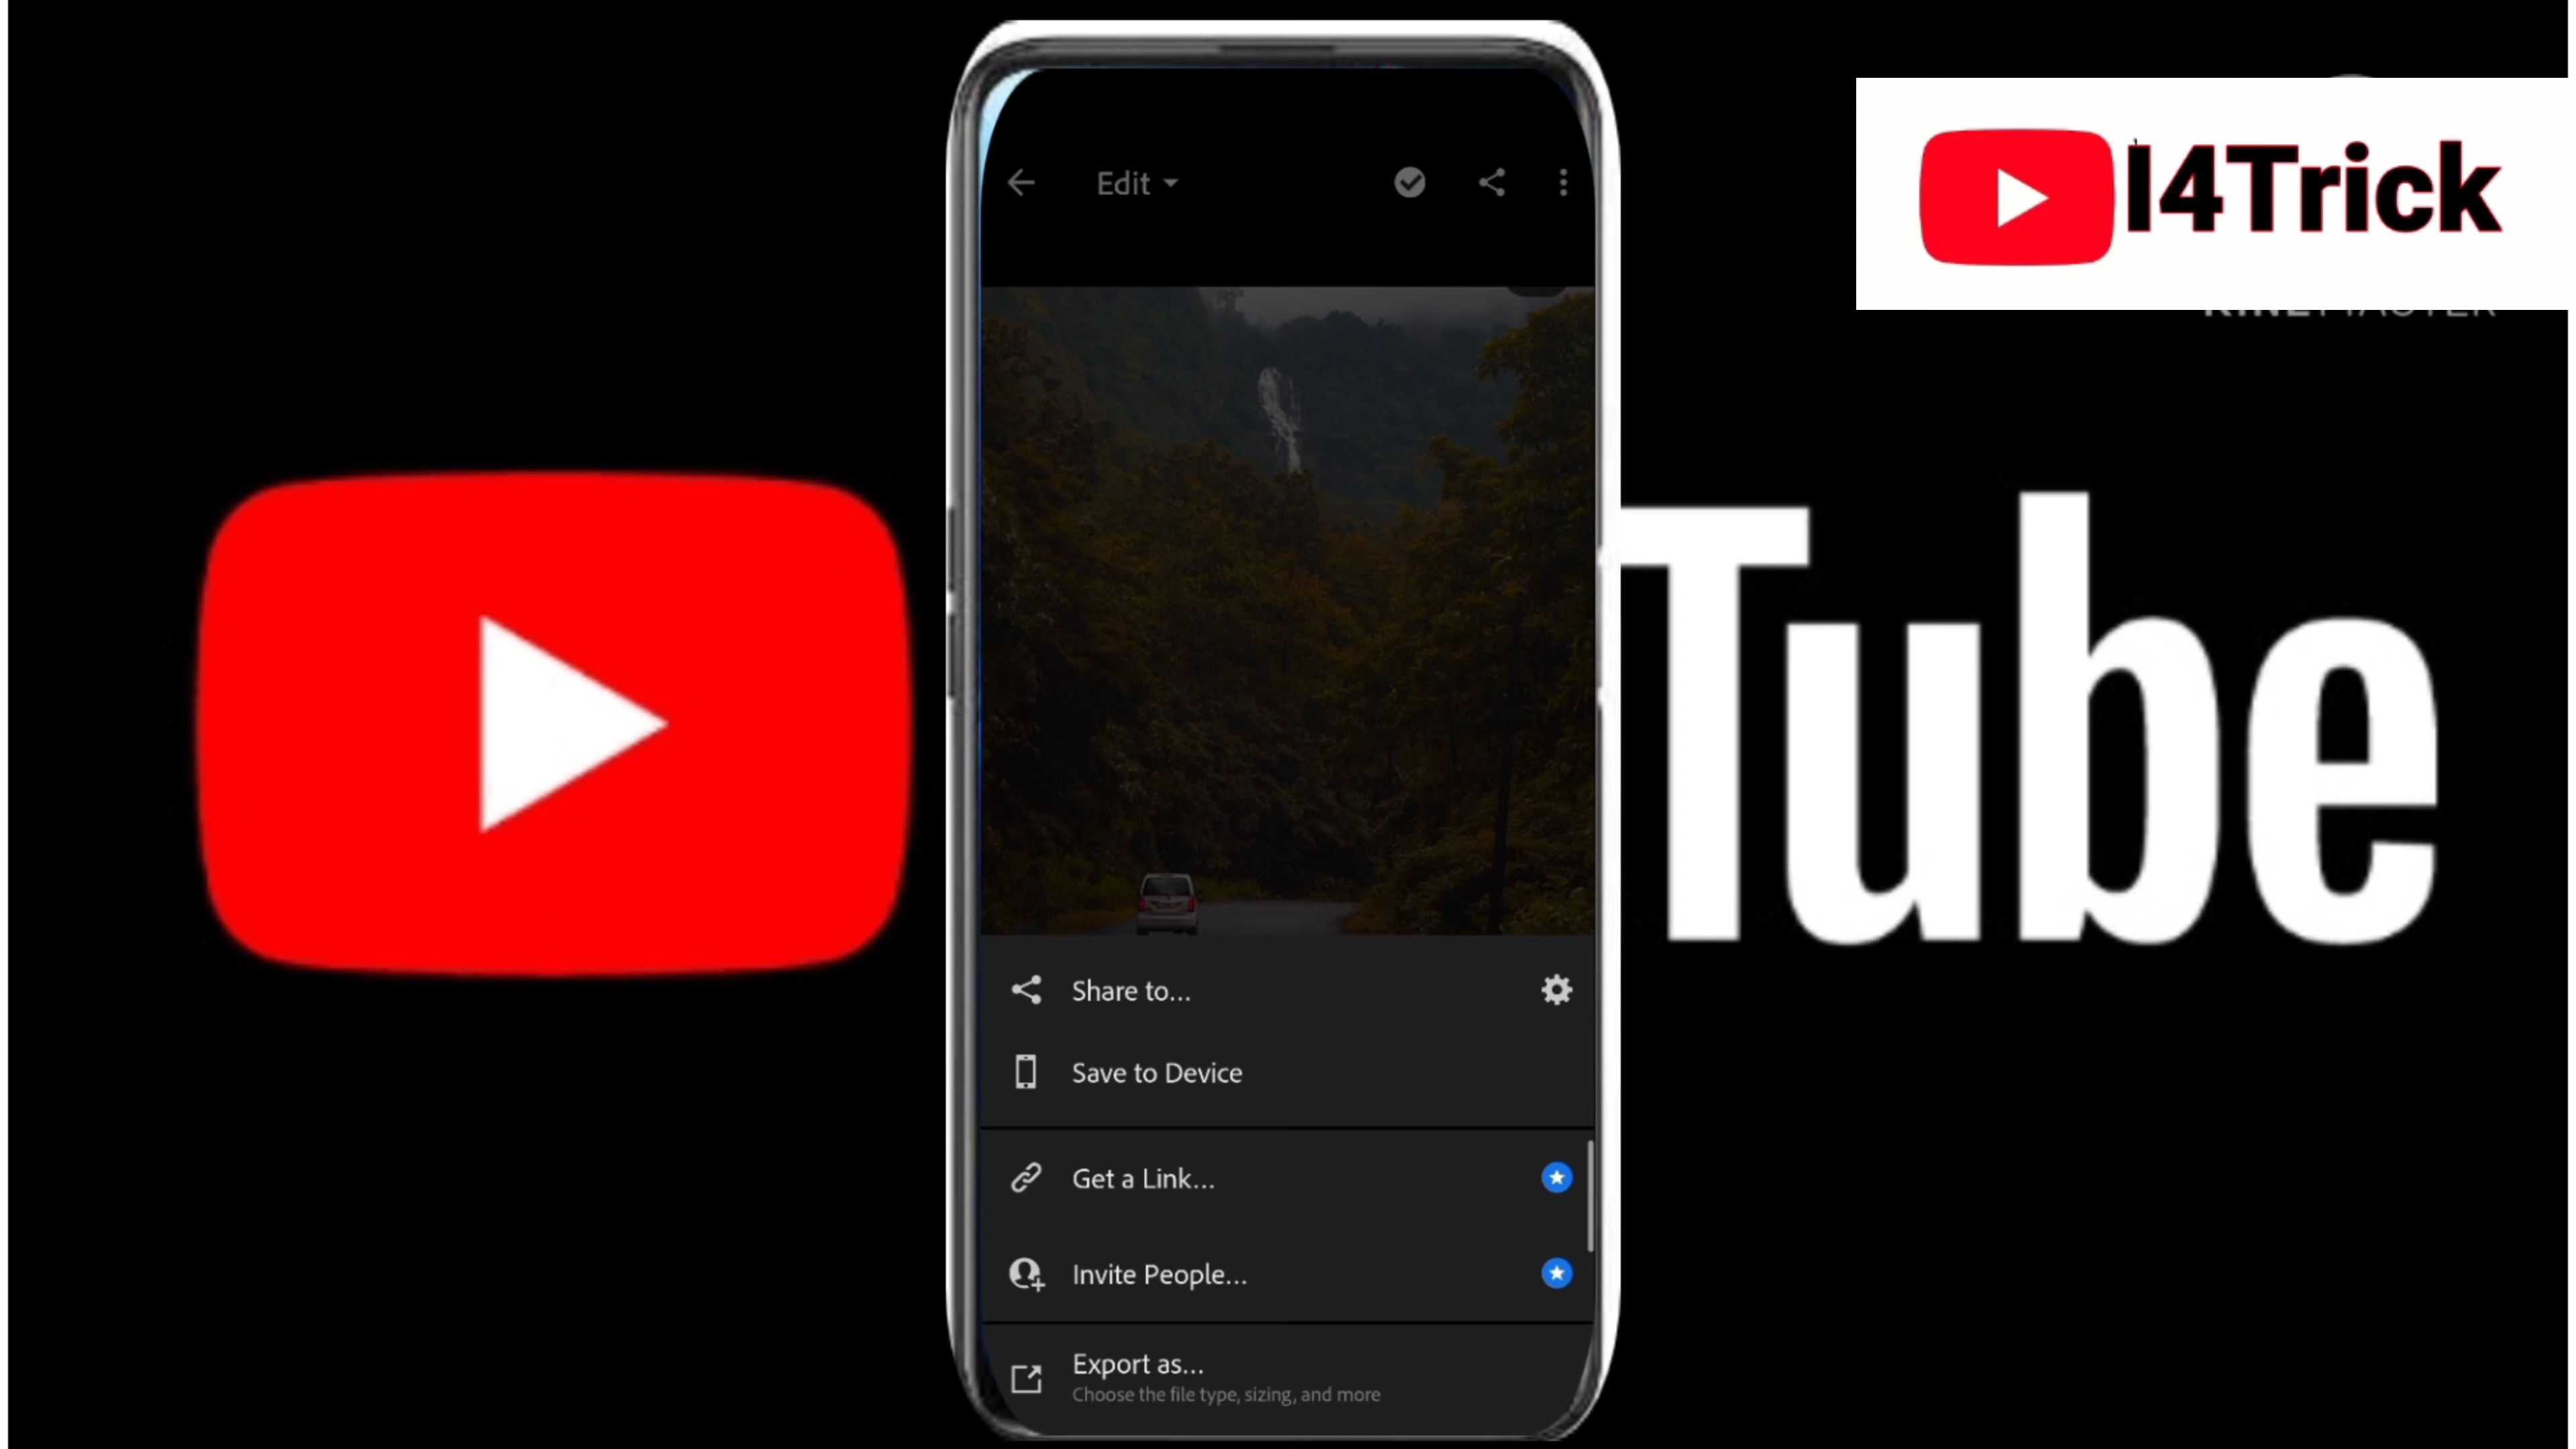 Edit
I4Trick
Tube
Share to...
Save to Device
Get a Link...
Invite People...
Export as...
Choose the file type, sizing, and more